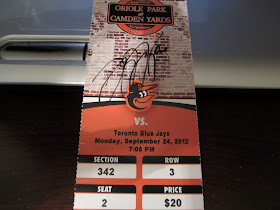 ORIOLE PARK
at
CAMDEN YARDS
VS.
Toronto Blue Jays
Monday, September 24, 2012
7:05 PM
SECTION
ROW
342
3
SEAT
PRICE
2
$20